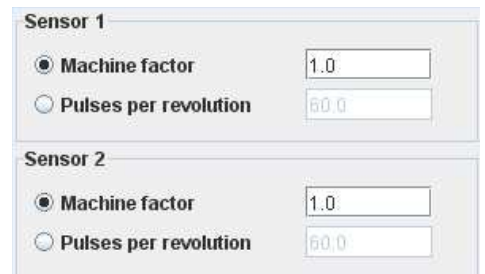 Sensor 1
Machine factor 1.0
Pulses per revolution 60.0
Sensor 2
Machine factor 1.0
Pulses per revolution 60.0